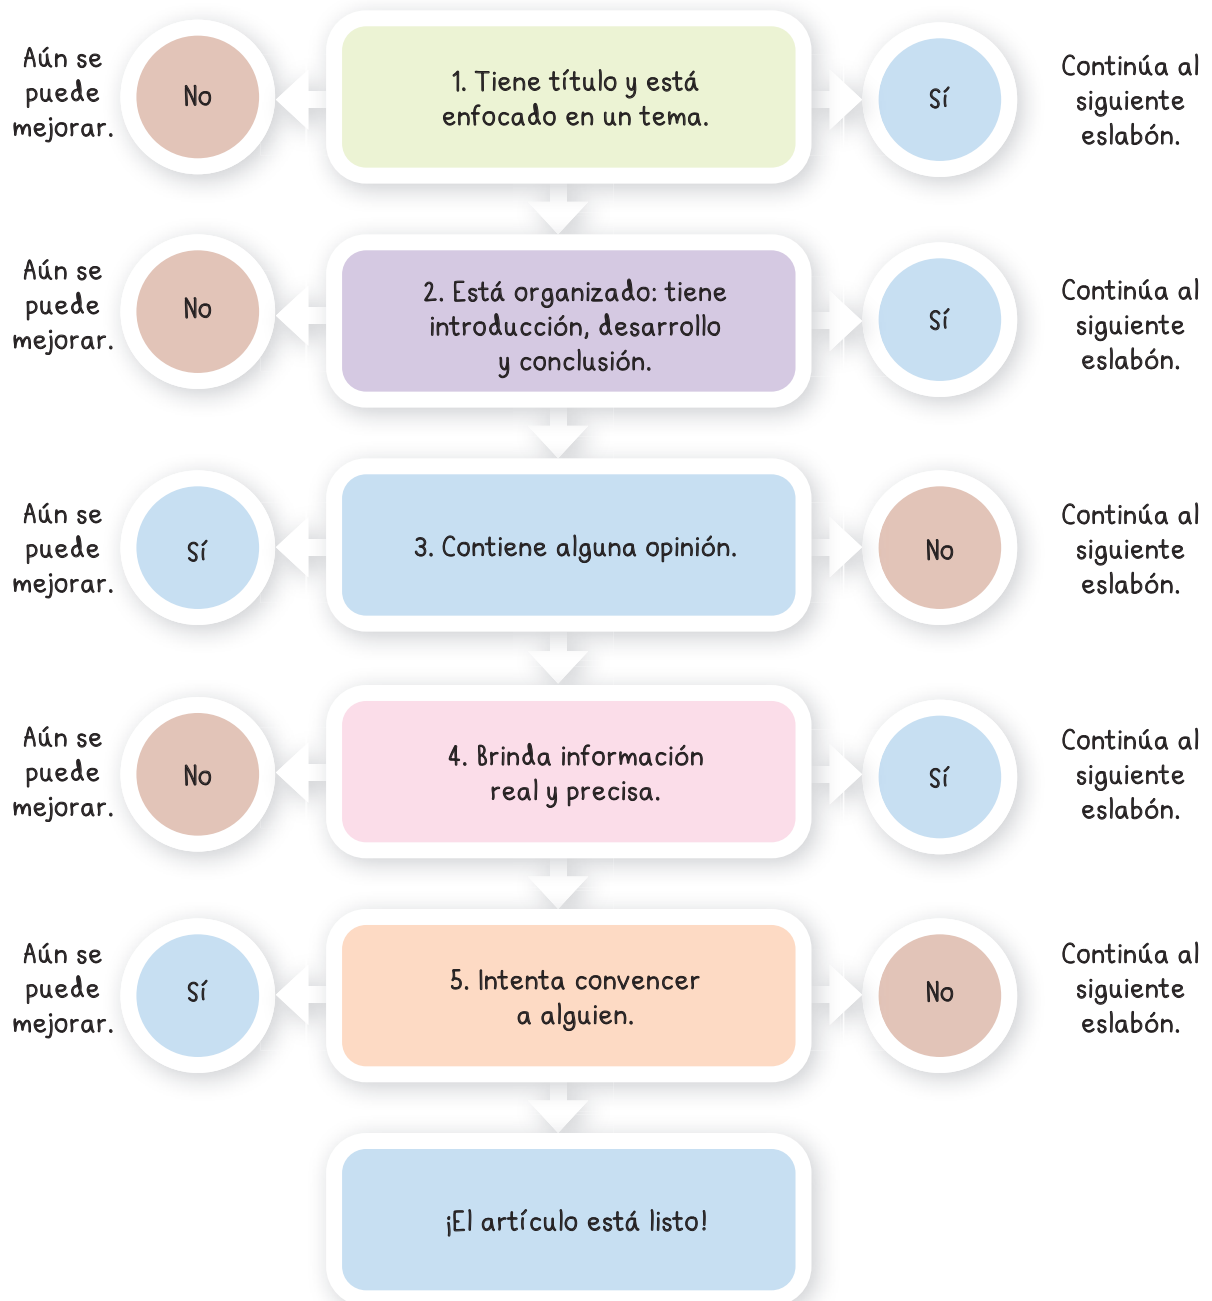 Aún se
puede
mejorar.
No
1. Tiene título y está
enfocado en un tema.
Sí
Continúa al
siguiente
eslabón.
Aún se
puede
mejorar.
No
2. Está organizado: tiene
introducción, desarrollo
y conclusión.
Sí
Continúa al
siguiente
eslabón.
Aún se
puede
mejorar.
Sí
3. Contiene alguna opinión.
No
Continúa al
siguiente
eslabón.
Aún se
puede
mejorar.
No
4. Brinda información
real y precisa.
Sí
Continúa al
siguiente
eslabón.
Aún se
puede
mejorar.
Sí
5. Intenta convencer
a alguien.
No
Continúa al
siguiente
eslabón.
¡El artículo está listo!